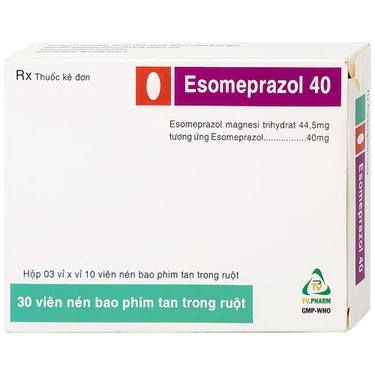 Rx Thuốc kê đơn
Esomeprazol 40
Esomeprazol magnesi trihydrat 44,5mg
tương ứng Esomeprazol..................40mg
Hộp 03 vỉ x vỉ 10 viên nén bao phim tan trong ruột
30 viên nén bao phim tan trong ruột
TV.PHARM
GMP-WHO
Esomeprazol 40